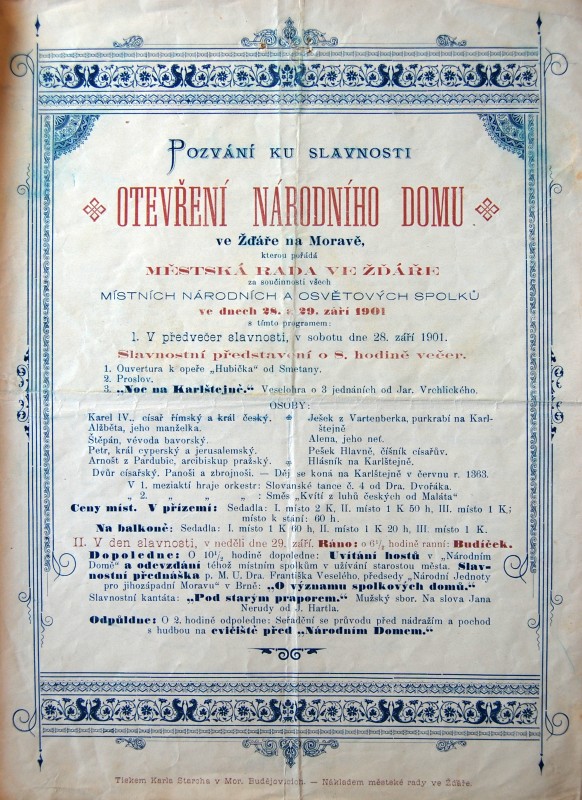 Pozvání ku slavnosti
OTEVŘENÍ NÁRODNÍHO DOMU
ve Žďáře na Moravě,
kterou pořádá
MĚSTSKÁ RADA VE ŽĎÁŘE
za součinnosti všech
MÍSTNÍCH NÁRODNÍCH A OSVĚTOVÝCH SPOLKŮ
ve dnech 28. a 29. září 1901
s tímto programem:
I. V předvečer slavnosti, v sobotu dne 28. září 1901.
Slavnostní představení o 8. hodině večer.
1. Ouvertura k opeře „Hubička“ od Smetany.
2. Proslov.
3. „Noc na Karlštejně.“ Veselohra o 3 jednáních od Jar. Vrchlického.
OSOBY:
Karel IV., císař římský a král český.
Alžběta, jeho manželka.
Štěpán, vévoda bavorský.
Petr, král cyperský a jerusalemský.
Arnošt z Pardubic, arcibiskup pražský.
Ješek z Vartenberka, purkrabí na Karl-
štejně
Alena, jeho neť.
Pešek Hlavně, číšník císařův.
Hlásník na Karlštejně.
Dvůr císařský. Panoši a zbrojnoši. — Děj se koná na Karlštejně v červnu r. 1363.
V 1. meziaktí hraje orkestr: Slovanské tance č. 4 od Dra. Dvořáka.
„ 2. „ „ „ : Směs „Kvítí z luhů českých od Maláta“
Ceny míst. V přízemí: Sedadla: I. místo 2 K, II. místo 1 K 50 h, III. místo 1 K;
místo k stání: 60 h.
Na balkoně: Sedadla: I. místo 1 K 60 h, II. místo 1 K 20 h, III. místo 1 K.
II. V den slavnosti, v neděli dne 29. září. Ráno: o 6½ hodině ranní: Budíček.
Dopoledne: O 10½ hodině dopoledne: Uvítání hostů v „Národním
Domě“ a odevzdání téhož místním spolkům v užívání starostou města. Slav-
nostní přednáška p. M. U. Dra. Františka Veselého, předsedy „Národní Jednoty
pro jihozápadní Moravu“ v Brně: „O významu spolkových domů.“
Slavnostní kantáta: „Pod starým praporem.“ Mužský sbor. Na slova Jana
Nerudy od J. Hartla.
Odpůldne: O 2. hodině odpoledne: Seřadění se průvodu před nádražím a pochod
s hudbou na cvičiště před „Národním Domem.“
Tiskem Karla Stercha v Mor. Budějovicích. — Nákladem městské rady ve Žďáře.